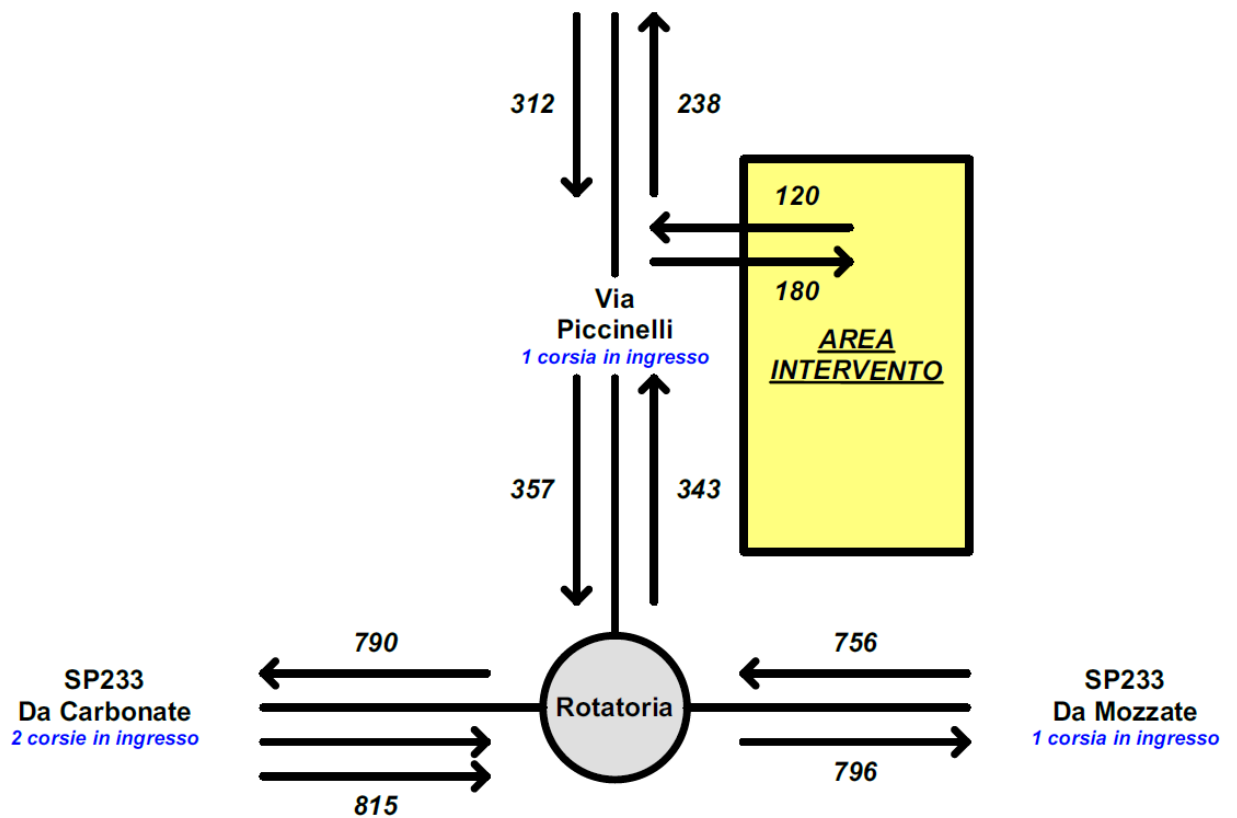 312
238
120
180
Via
Piccinelli
1 corsia in ingresso
AREA
INTERVENTO
357
343
790
756
SP233
Da Carbonate
2 corsie in ingresso
Rotatoria
SP233
Da Mozzate
1 corsia in ingresso
815
796